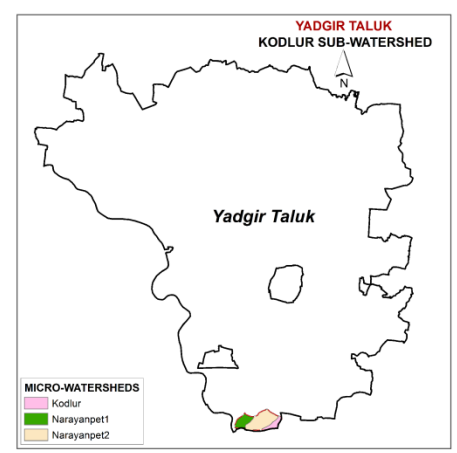 YADGIR TALUK
KODLUR SUB-WATERSHED
N
Yadgir Taluk
MICRO-WATERSHEDS
Kodlur
Narayanpet1
Narayanpet2